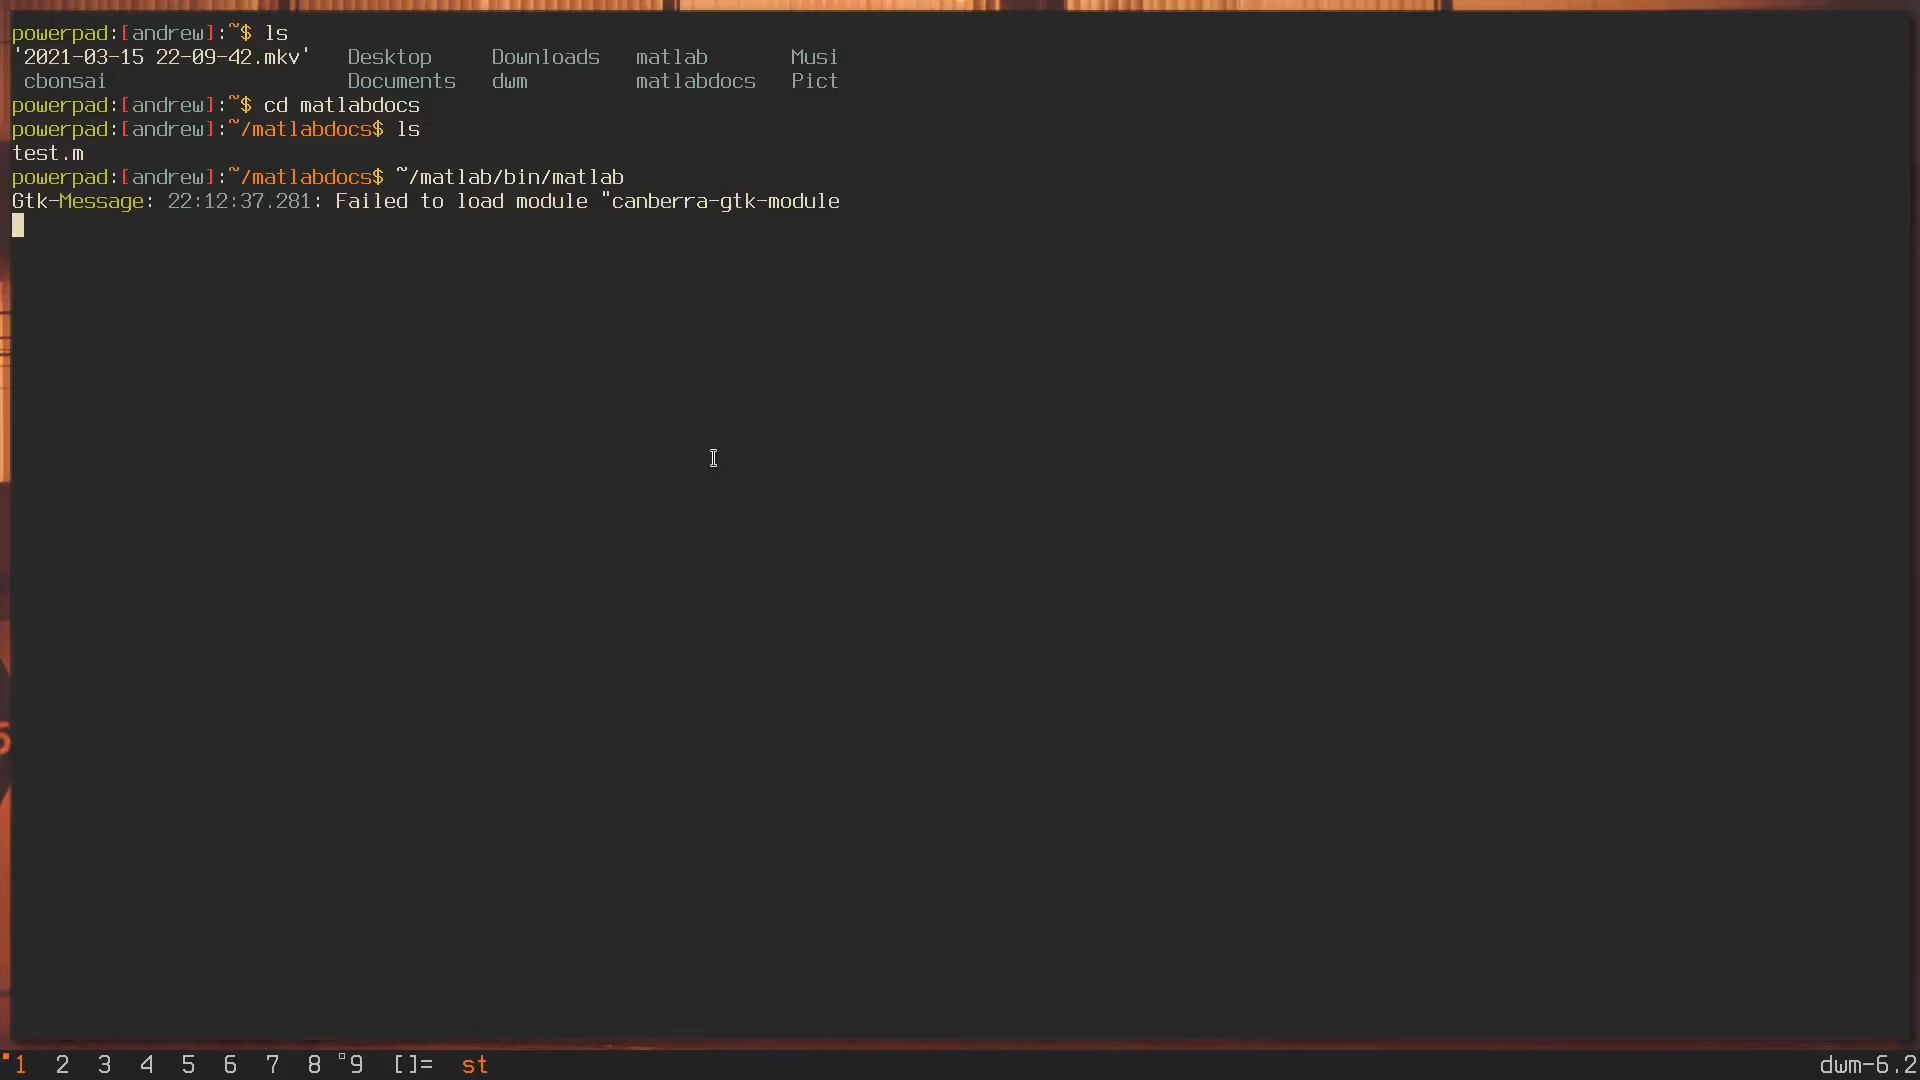 powerpad:[andrew]:~$ ls
'2021-03-15 22-09-42.mkv'   Desktop     Downloads   matlab       Musi
 cbonsai                    Documents   dwm         matlabdocs   Pict
powerpad:[andrew]:~$ cd matlabdocs
powerpad:[andrew]:~/matlabdocs$ ls
test.m
powerpad:[andrew]:~/matlabdocs$ ~/matlab/bin/matlab
Gtk-Message: 22:12:37.281: Failed to load module "canberra-gtk-module
5
1 2 3 4 5 6 7 8 9 []= st dwm-6.2